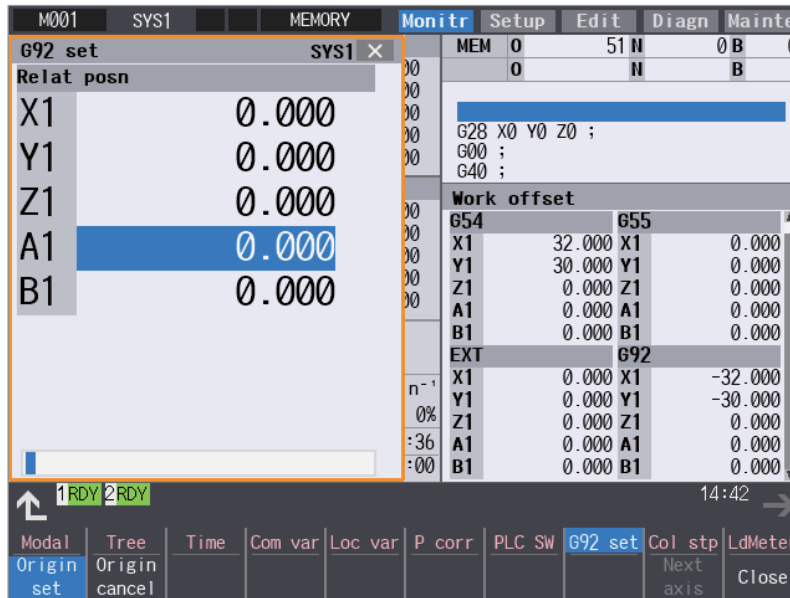 M001 SYS1 MEMORY Monitr Setup Edit Diagn Mainte
G92 set SYS1 ×
Relat posn
X1 0.000
Y1 0.000
Z1 0.000
A1 0.000
B1 0.000
MEM O 51 N 0 B
O N B
G28 X0 Y0 Z0 ;
G00 ;
G40 ;
Work offset
G54 G55
X1 32.000 X1 0.000
Y1 30.000 Y1 0.000
Z1 0.000 Z1 0.000
A1 0.000 A1 0.000
B1 0.000 B1 0.000
EXT G92
X1 0.000 X1 -32.000
Y1 0.000 Y1 -30.000
Z1 0.000 Z1 0.000
A1 0.000 A1 0.000
B1 0.000 B1 0.000
n-¹
0%
:36
:00
1 RDY 2 RDY 14:42
Modal Tree Time Com var Loc var P corr PLC SW G92 set Col stp LdMeter
Origin set Origin cancel Next axis Close